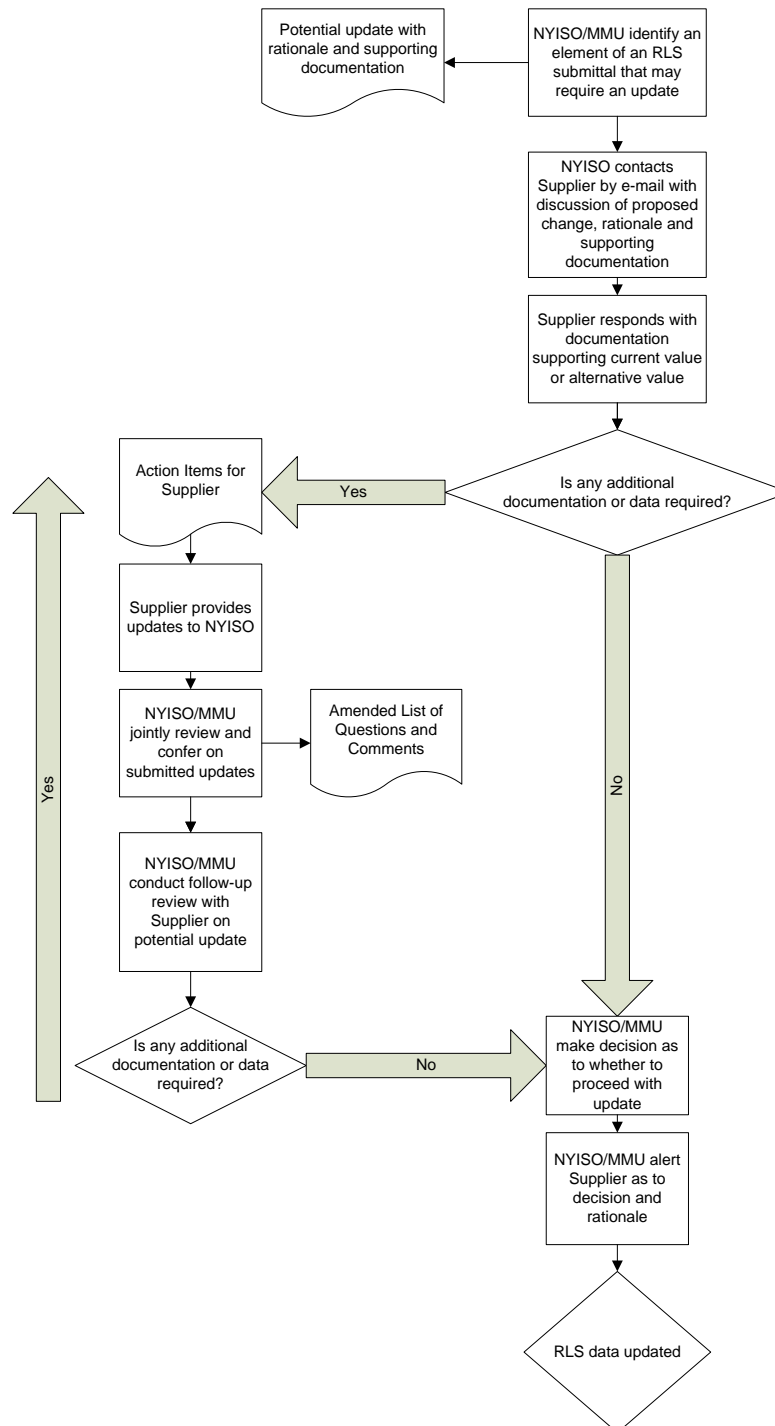 Potential update with
rationale and supporting
documentation
NYISO/MMU identify an
element of an RLS
submittal that may
require an update
NYISO contacts
Supplier by e-mail with
discussion of proposed
change, rationale and
supporting
documentation
Supplier responds with
documentation
supporting current value
or alternative value
Is any additional
documentation or data required?
Yes
Action Items for
Supplier
Supplier provides
updates to NYISO
NYISO/MMU
jointly review and
confer on
submitted updates
Amended List of
Questions and
Comments
NYISO/MMU
conduct follow-up
review with
Supplier on
potential update
Is any additional
documentation or data
required?
Yes
No
No
NYISO/MMU
make decision as
to whether to
proceed with
update
NYISO/MMU alert
Supplier as to
decision and
rationale
RLS data updated